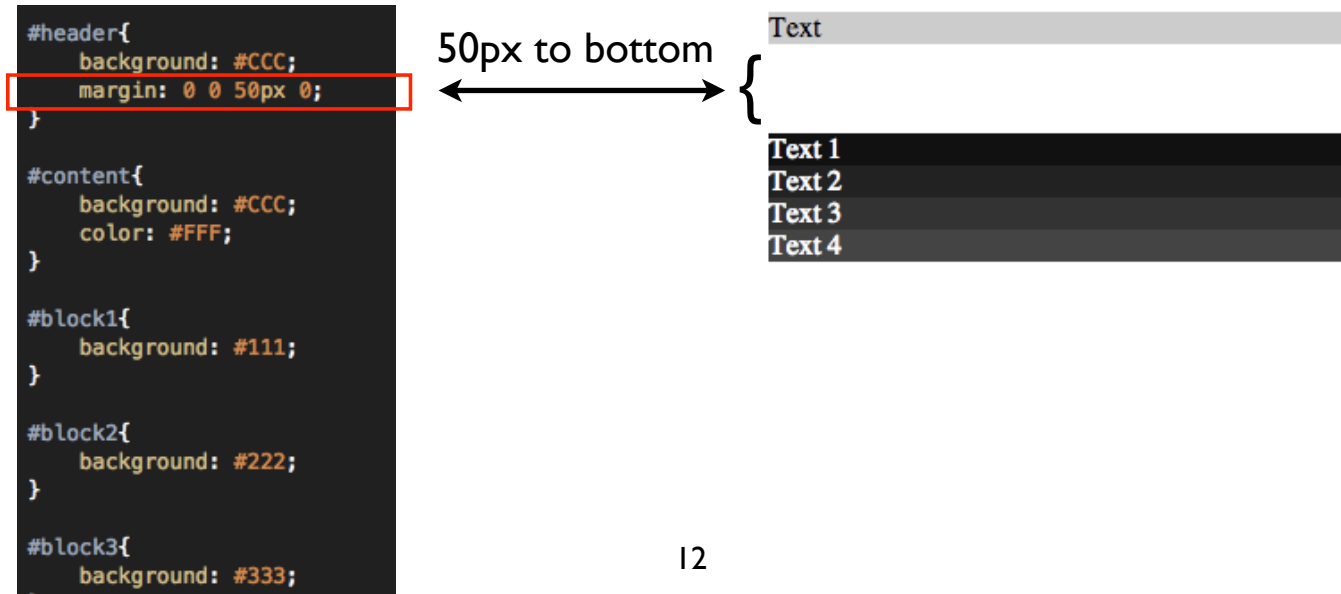 #header{
    background: #CCC;
    margin: 0 0 50px 0;
}
#content{
    background: #CCC;
    color: #FFF;
}
#block1{
    background: #111;
}
#block2{
    background: #222;
}
#block3{
    background: #333;
50px to bottom
{
Text
Text 1
Text 2
Text 3
Text 4
12